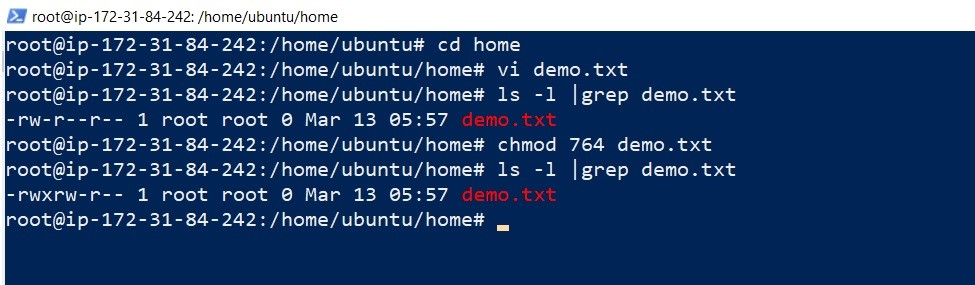 root@ip-172-31-84-242: /home/ubuntu/home
root@ip-172-31-84-242:/home/ubuntu# cd home
root@ip-172-31-84-242:/home/ubuntu/home# vi demo.txt
root@ip-172-31-84-242:/home/ubuntu/home# ls -l |grep demo.txt
-rw-r--r-- 1 root root 0 Mar 13 05:57 demo.txt
root@ip-172-31-84-242:/home/ubuntu/home# chmod 764 demo.txt
root@ip-172-31-84-242:/home/ubuntu/home# ls -l |grep demo.txt
-rwxrw-r-- 1 root root 0 Mar 13 05:57 demo.txt
root@ip-172-31-84-242:/home/ubuntu/home#